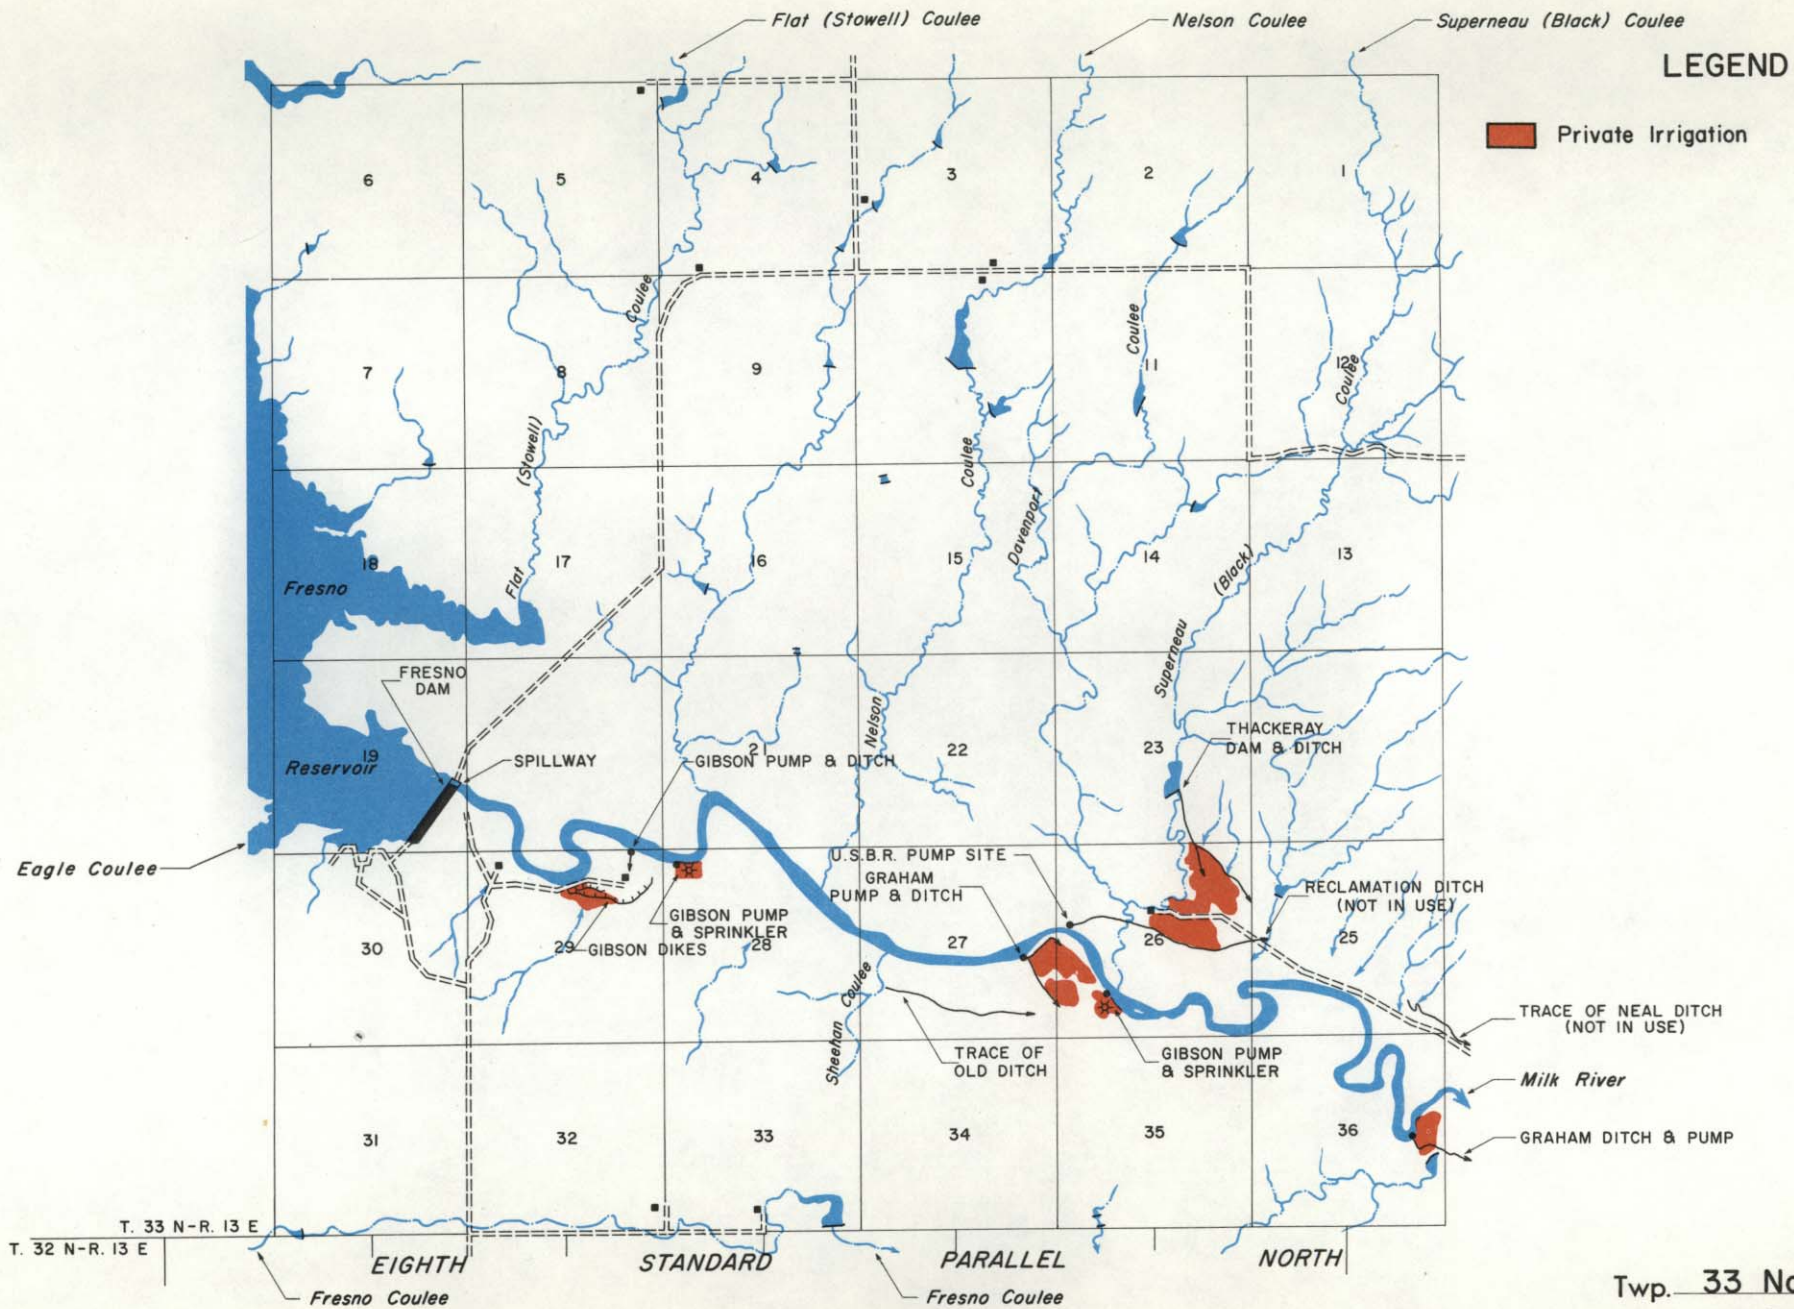 Flat (Stowell) Coulee
Nelson Coulee
Superneau (Black) Coulee
LEGEND
Private Irrigation
6
5
4
3
2
1
Coulee
Coulee
Coulee
7
8
9
11
12
(Stowell)
Coulee
Davenport
18
17
16
15
14
13
Flat
(Black)
Fresno
Superneau
FRESNO
DAM
Nelson
19
21
22
23
THACKERAY
DAM & DITCH
Reservoir
SPILLWAY
GIBSON PUMP & DITCH
Eagle Coulee
U.S.B.R. PUMP SITE
GRAHAM
PUMP & DITCH
RECLAMATION DITCH
(NOT IN USE)
GIBSON PUMP
& SPRINKLER
30
29
GIBSON DIKES
28
27
26
25
Coulee
Sheehan
TRACE OF
OLD DITCH
GIBSON PUMP
& SPRINKLER
TRACE OF NEAL DITCH
(NOT IN USE)
Milk River
31
32
33
34
35
36
GRAHAM DITCH & PUMP
T. 33 N-R. 13 E
T. 32 N-R. 13 E
EIGHTH STANDARD PARALLEL NORTH
Fresno Coulee
Fresno Coulee
Twp. 33 No